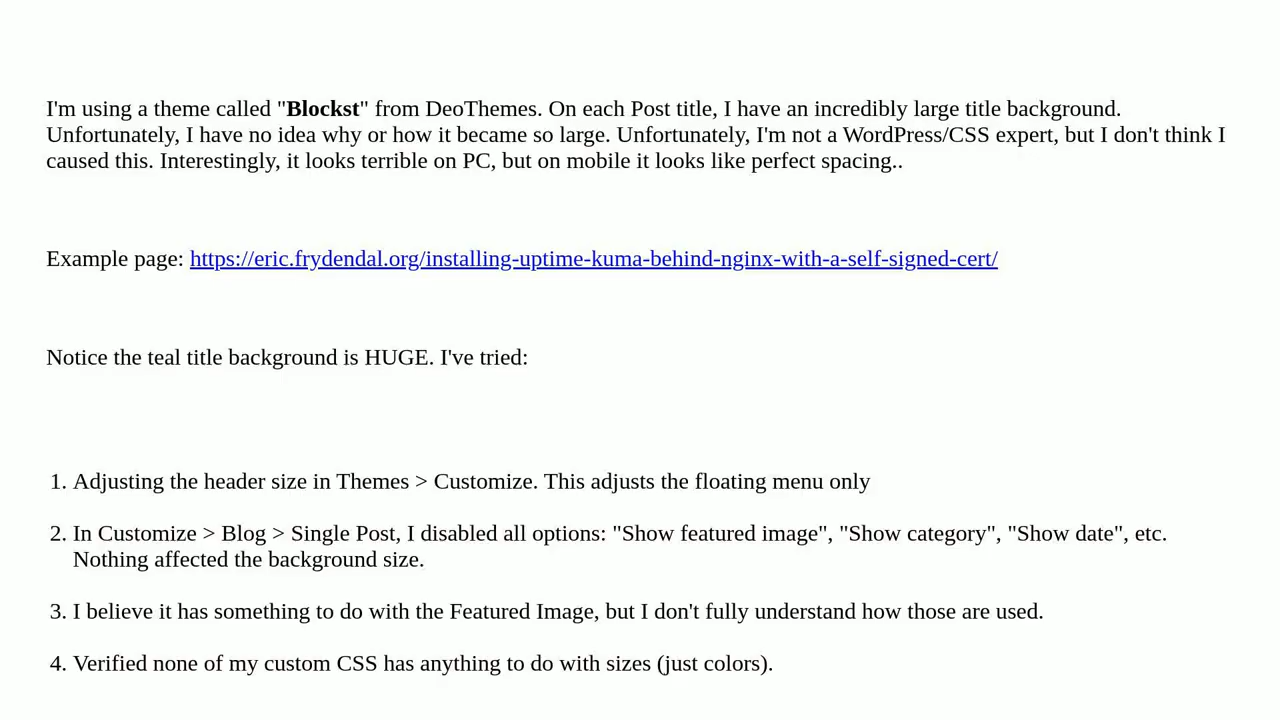 I'm using a theme called "Blockst" from DeoThemes. On each Post title, I have an incredibly large title background.
Unfortunately, I have no idea why or how it became so large. Unfortunately, I'm not a WordPress/CSS expert, but I don't think I
caused this. Interestingly, it looks terrible on PC, but on mobile it looks like perfect spacing..
Example page: https://eric.frydendal.org/installing-uptime-kuma-behind-nginx-with-a-self-signed-cert/
Notice the teal title background is HUGE. I've tried:
1. Adjusting the header size in Themes > Customize. This adjusts the floating menu only
2. In Customize > Blog > Single Post, I disabled all options: "Show featured image", "Show category", "Show date", etc.
Nothing affected the background size.
3. I believe it has something to do with the Featured Image, but I don't fully understand how those are used.
4. Verified none of my custom CSS has anything to do with sizes (just colors).